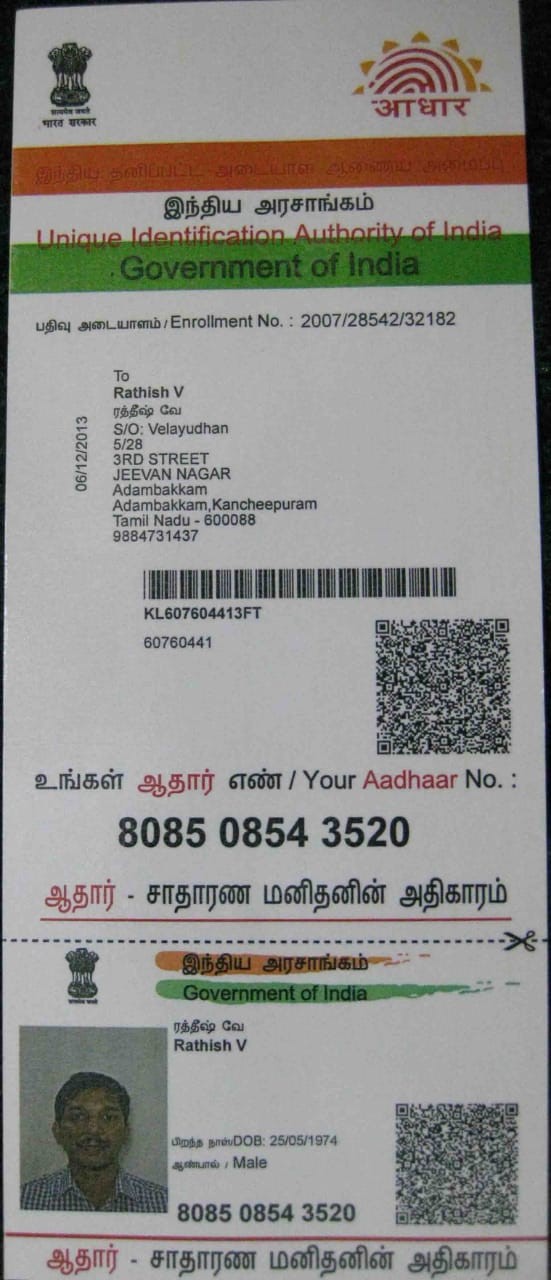 सत्यमेव जयते
भारत सरकार
आधार
இந்திய தனிப்பட்ட அடையாள ஆணைய அமைப்பு
இந்திய அரசாங்கம்
Unique Identification Authority of India
Government of India
பதிவு அடையாளம் / Enrollment No. : 2007/28542/32182
06/12/2013
To
Rathish V
ரத்தீஷ் வே
S/O: Velayudhan
5/28
3RD STREET
JEEVAN NAGAR
Adambakkam
Adambakkam,Kancheepuram
Tamil Nadu - 600088
9884731437
KL607604413FT
60760441
உங்கள் ஆதார் எண் / Your Aadhaar No. :
8085 0854 3520
ஆதார் - சாதாரண மனிதனின் அதிகாரம்
இந்திய அரசாங்கம்
Government of India
ரத்தீஷ் வே
Rathish V
பிறந்த நாள்/DOB: 25/05/1974
ஆண்பால் / Male
8085 0854 3520
ஆதார் - சாதாரண மனிதனின் அதிகாரம்